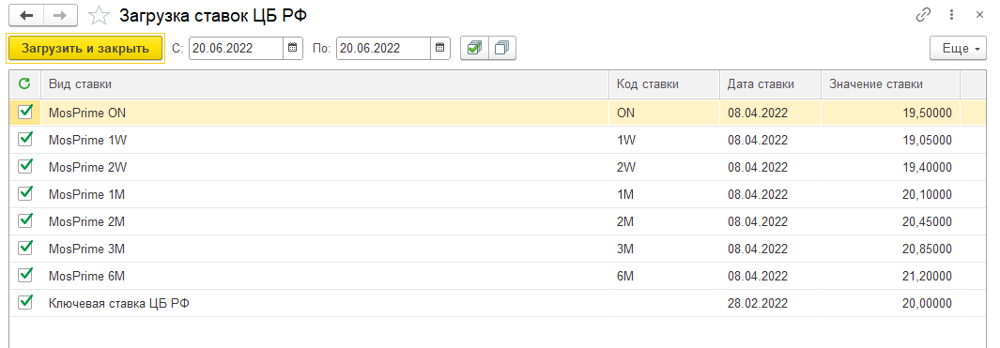 Загрузка ставок ЦБ РФ
Загрузить и закрыть С: 20.06.2022 По: 20.06.2022 Еще
Вид ставки Код ставки Дата ставки Значение ставки
MosPrime ON ON 08.04.2022 19,50000
MosPrime 1W 1W 08.04.2022 19,05000
MosPrime 2W 2W 08.04.2022 19,40000
MosPrime 1M 1M 08.04.2022 20,10000
MosPrime 2M 2M 08.04.2022 20,45000
MosPrime 3M 3M 08.04.2022 20,85000
MosPrime 6M 6M 08.04.2022 21,20000
Ключевая ставка ЦБ РФ 28.02.2022 20,00000